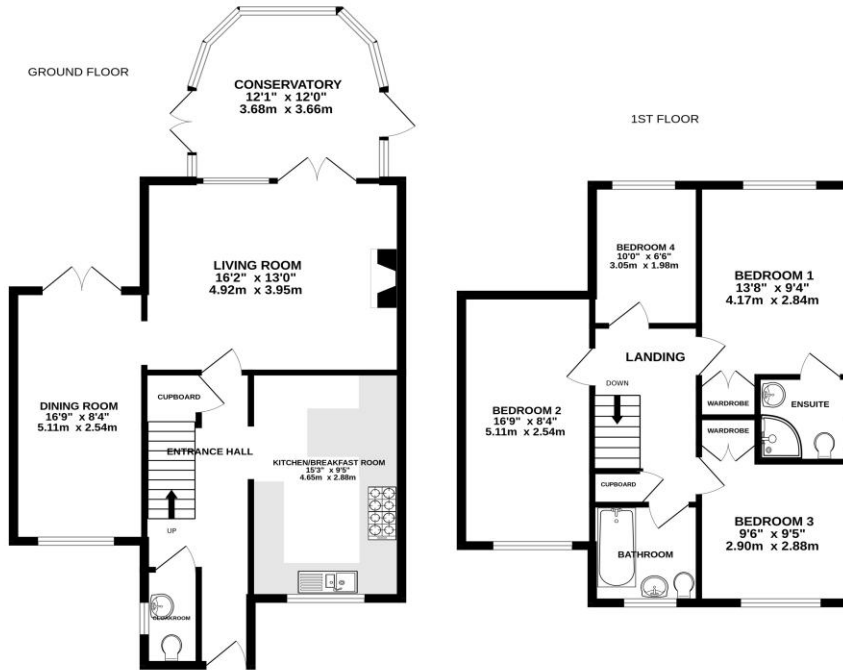 GROUND FLOOR
CONSERVATORY
12'1" x 12'0"
3.68m x 3.66m
LIVING ROOM
16'2" x 13'0"
4.92m x 3.95m
DINING ROOM
16'9" x 8'4"
5.11m x 2.54m
CUPBOARD
ENTRANCE HALL
UP
KITCHEN/BREAKFAST ROOM
15'3" x 9'5"
4.65m x 2.88m
CLOAKROOM
1ST FLOOR
BEDROOM 4
10'0" x 6'6"
3.05m x 1.98m
BEDROOM 1
13'8" x 9'4"
4.17m x 2.84m
LANDING
DOWN
BEDROOM 2
16'9" x 8'4"
5.11m x 2.54m
WARDROBE
ENSUITE
WARDROBE
CUPBOARD
BATHROOM
BEDROOM 3
9'6" x 9'5"
2.90m x 2.88m